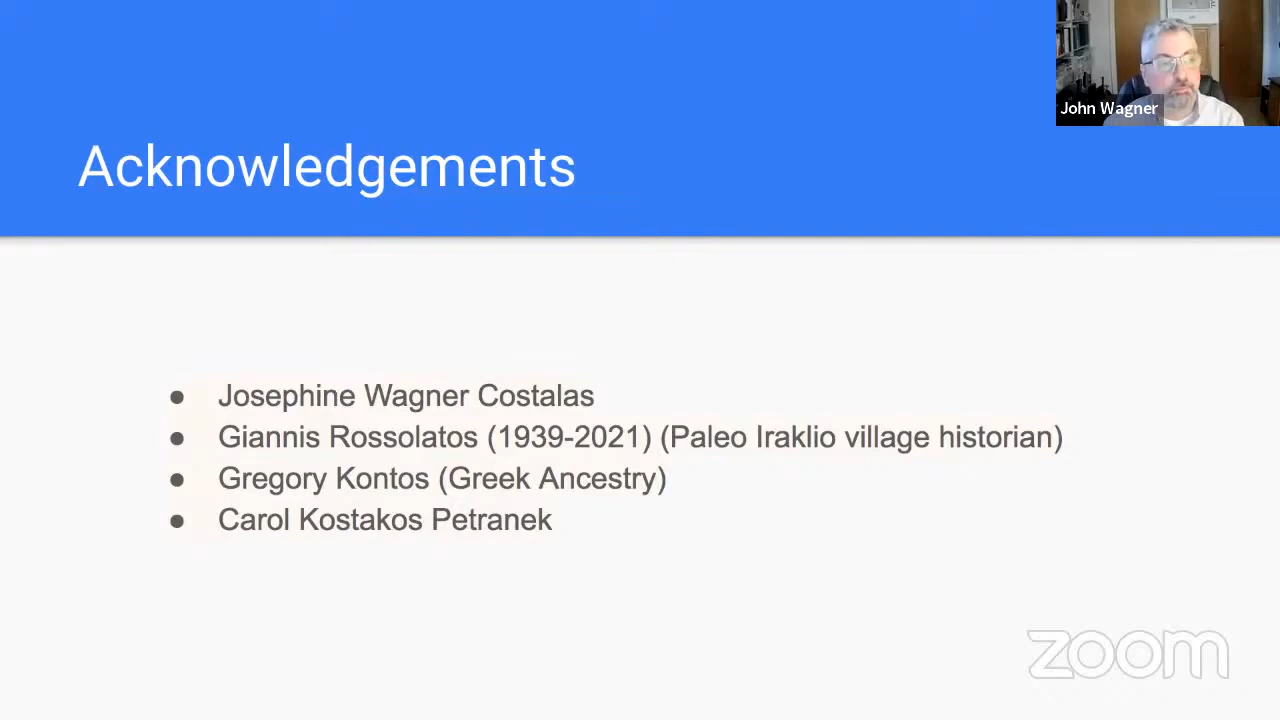 John Wagner
Acknowledgements
● Josephine Wagner Costalas
● Giannis Rossolatos (1939-2021) (Paleo Iraklio village historian)
● Gregory Kontos (Greek Ancestry)
● Carol Kostakos Petranek
zoom